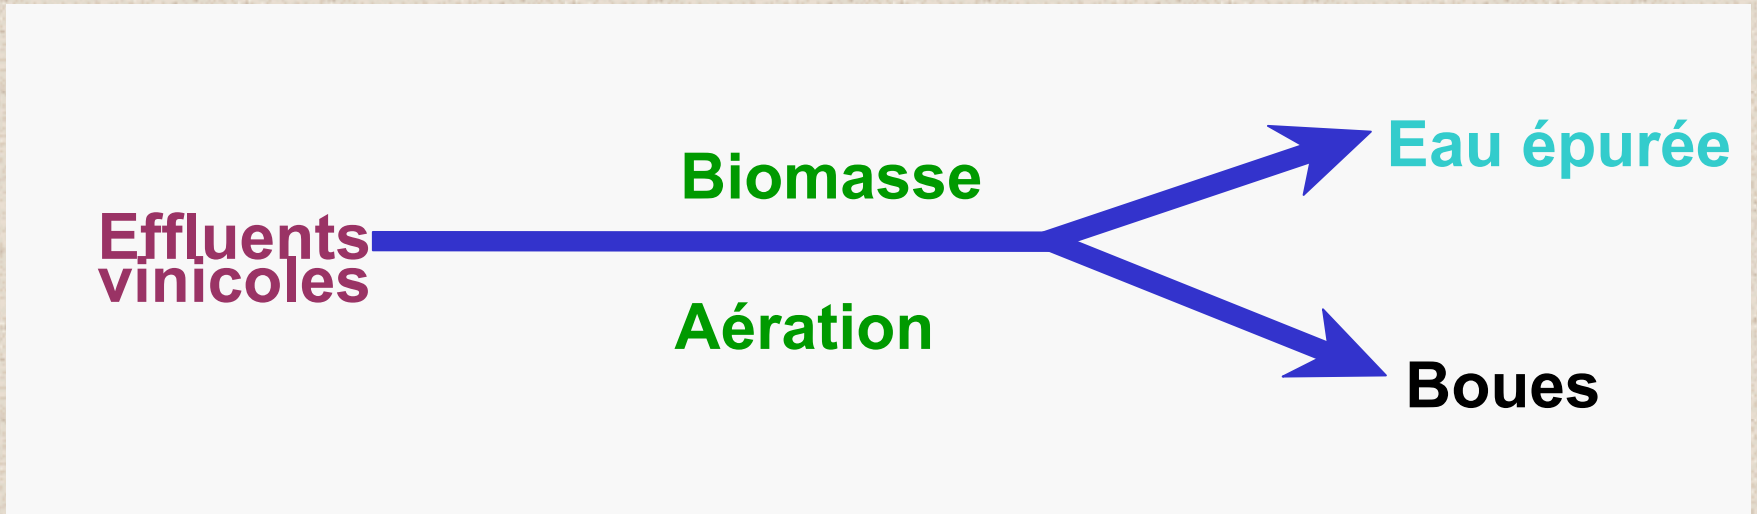 Effluents
vinicoles
Biomasse
Aération
Eau épurée
Boues